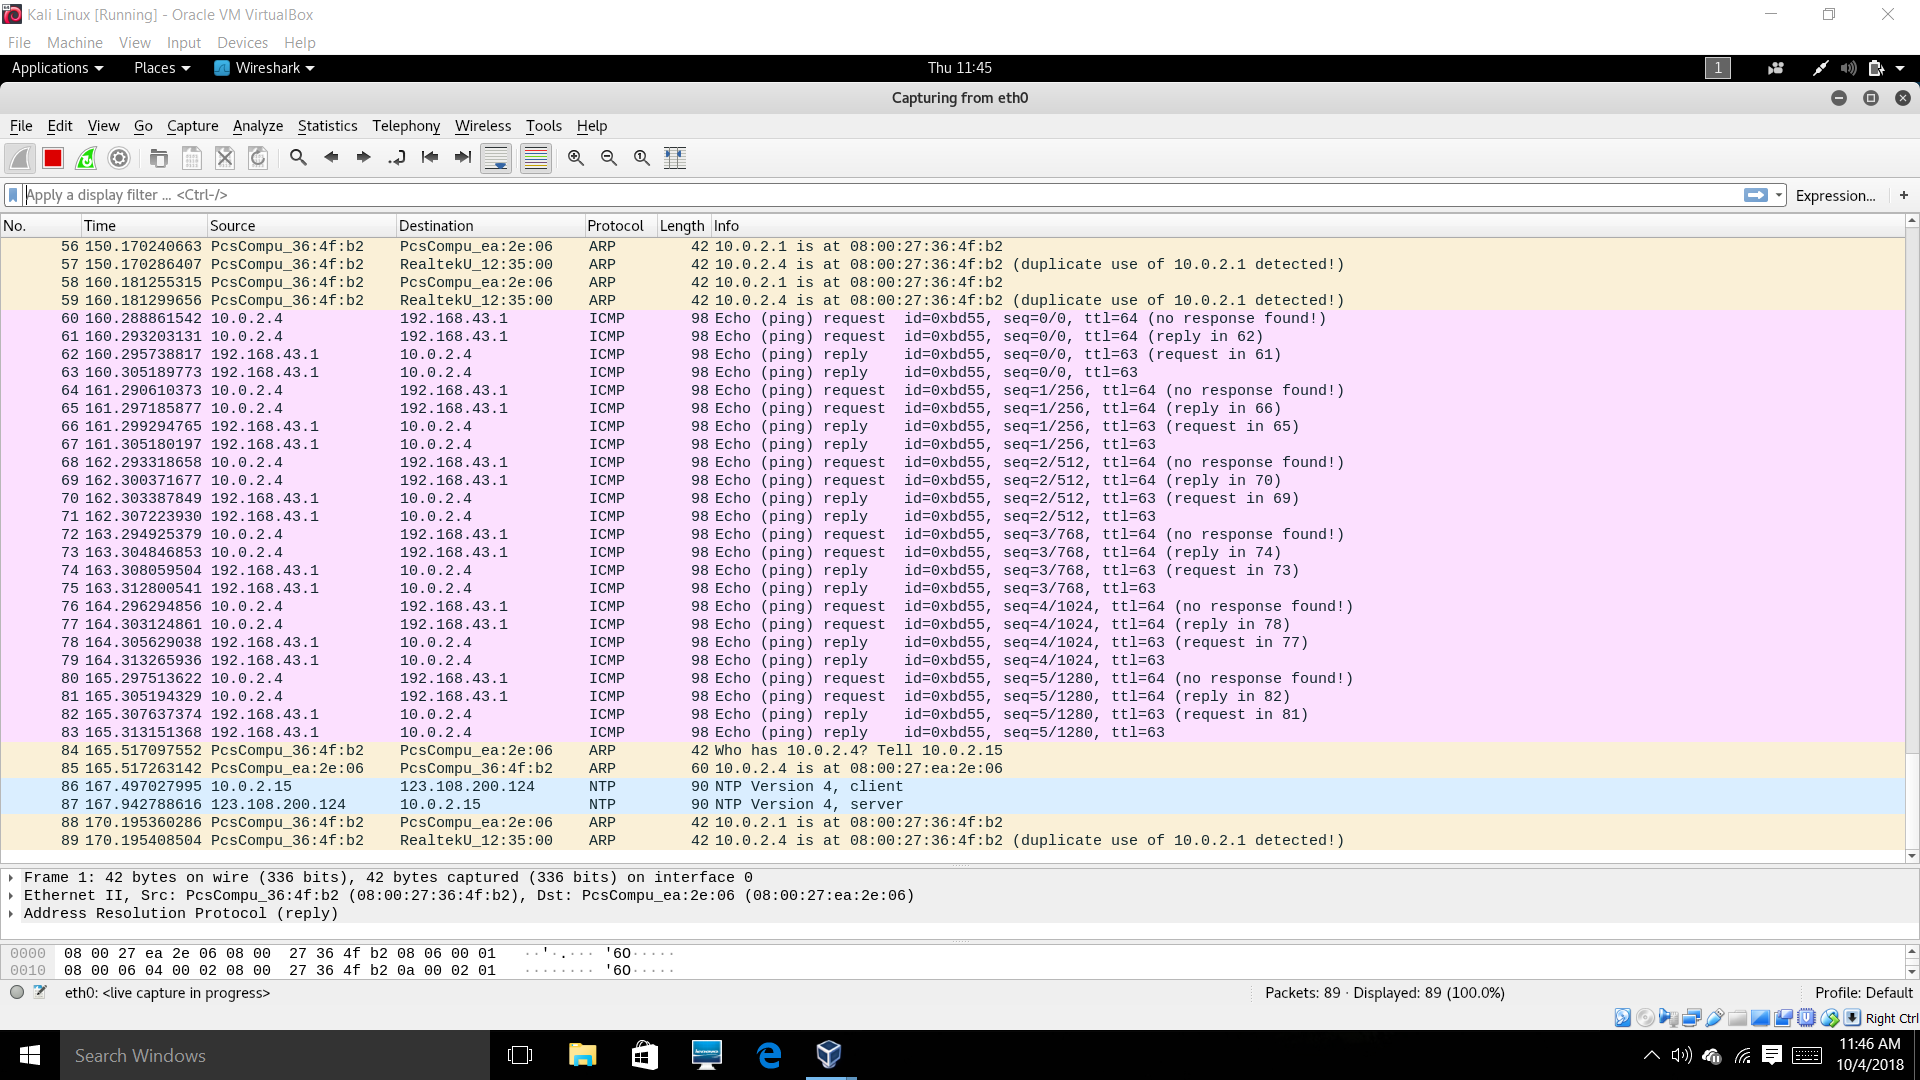 Kali Linux [Running] - Oracle VM VirtualBox
File Machine View Input Devices Help
Applications Places Wireshark Thu 11:45 1
Capturing from eth0
File Edit View Go Capture Analyze Statistics Telephony Wireless Tools Help
Apply a display filter ... <Ctrl-/> Expression... +
No. Time Source Destination Protocol Length Info
56 150.170240663 PcsCompu_36:4f:b2 PcsCompu_ea:2e:06 ARP 42 10.0.2.1 is at 08:00:27:36:4f:b2
57 150.170286407 PcsCompu_36:4f:b2 RealtekU_12:35:00 ARP 42 10.0.2.4 is at 08:00:27:36:4f:b2 (duplicate use of 10.0.2.1 detected!)
58 160.181255315 PcsCompu_36:4f:b2 PcsCompu_ea:2e:06 ARP 42 10.0.2.1 is at 08:00:27:36:4f:b2
59 160.181299656 PcsCompu_36:4f:b2 RealtekU_12:35:00 ARP 42 10.0.2.4 is at 08:00:27:36:4f:b2 (duplicate use of 10.0.2.1 detected!)
60 160.288861542 10.0.2.4 192.168.43.1 ICMP 98 Echo (ping) request id=0xbd55, seq=0/0, ttl=64 (no response found!)
61 160.293203131 10.0.2.4 192.168.43.1 ICMP 98 Echo (ping) request id=0xbd55, seq=0/0, ttl=64 (reply in 62)
62 160.295738817 192.168.43.1 10.0.2.4 ICMP 98 Echo (ping) reply id=0xbd55, seq=0/0, ttl=63 (request in 61)
63 160.305189773 192.168.43.1 10.0.2.4 ICMP 98 Echo (ping) reply id=0xbd55, seq=0/0, ttl=63
64 161.290610373 10.0.2.4 192.168.43.1 ICMP 98 Echo (ping) request id=0xbd55, seq=1/256, ttl=64 (no response found!)
65 161.297185877 10.0.2.4 192.168.43.1 ICMP 98 Echo (ping) request id=0xbd55, seq=1/256, ttl=64 (reply in 66)
66 161.299294765 192.168.43.1 10.0.2.4 ICMP 98 Echo (ping) reply id=0xbd55, seq=1/256, ttl=63 (request in 65)
67 161.305180197 192.168.43.1 10.0.2.4 ICMP 98 Echo (ping) reply id=0xbd55, seq=1/256, ttl=63
68 162.293318658 10.0.2.4 192.168.43.1 ICMP 98 Echo (ping) request id=0xbd55, seq=2/512, ttl=64 (no response found!)
69 162.300371677 10.0.2.4 192.168.43.1 ICMP 98 Echo (ping) request id=0xbd55, seq=2/512, ttl=64 (reply in 70)
70 162.303387849 192.168.43.1 10.0.2.4 ICMP 98 Echo (ping) reply id=0xbd55, seq=2/512, ttl=63 (request in 69)
71 162.307223930 192.168.43.1 10.0.2.4 ICMP 98 Echo (ping) reply id=0xbd55, seq=2/512, ttl=63
72 163.294925379 10.0.2.4 192.168.43.1 ICMP 98 Echo (ping) request id=0xbd55, seq=3/768, ttl=64 (no response found!)
73 163.304846853 10.0.2.4 192.168.43.1 ICMP 98 Echo (ping) request id=0xbd55, seq=3/768, ttl=64 (reply in 74)
74 163.308059504 192.168.43.1 10.0.2.4 ICMP 98 Echo (ping) reply id=0xbd55, seq=3/768, ttl=63 (request in 73)
75 163.312800541 192.168.43.1 10.0.2.4 ICMP 98 Echo (ping) reply id=0xbd55, seq=3/768, ttl=63
76 164.296294856 10.0.2.4 192.168.43.1 ICMP 98 Echo (ping) request id=0xbd55, seq=4/1024, ttl=64 (no response found!)
77 164.303124861 10.0.2.4 192.168.43.1 ICMP 98 Echo (ping) request id=0xbd55, seq=4/1024, ttl=64 (reply in 78)
78 164.305629038 192.168.43.1 10.0.2.4 ICMP 98 Echo (ping) reply id=0xbd55, seq=4/1024, ttl=63 (request in 77)
79 164.313265936 192.168.43.1 10.0.2.4 ICMP 98 Echo (ping) reply id=0xbd55, seq=4/1024, ttl=63
80 165.297513622 10.0.2.4 192.168.43.1 ICMP 98 Echo (ping) request id=0xbd55, seq=5/1280, ttl=64 (no response found!)
81 165.305194329 10.0.2.4 192.168.43.1 ICMP 98 Echo (ping) request id=0xbd55, seq=5/1280, ttl=64 (reply in 82)
82 165.307637374 192.168.43.1 10.0.2.4 ICMP 98 Echo (ping) reply id=0xbd55, seq=5/1280, ttl=63 (request in 81)
83 165.313151368 192.168.43.1 10.0.2.4 ICMP 98 Echo (ping) reply id=0xbd55, seq=5/1280, ttl=63
84 165.517097552 PcsCompu_36:4f:b2 PcsCompu_ea:2e:06 ARP 42 Who has 10.0.2.4? Tell 10.0.2.15
85 165.517263142 PcsCompu_ea:2e:06 PcsCompu_36:4f:b2 ARP 60 10.0.2.4 is at 08:00:27:ea:2e:06
86 167.497027995 10.0.2.15 123.108.200.124 NTP 90 NTP Version 4, client
87 167.942788616 123.108.200.124 10.0.2.15 NTP 90 NTP Version 4, server
88 170.195360286 PcsCompu_36:4f:b2 PcsCompu_ea:2e:06 ARP 42 10.0.2.1 is at 08:00:27:36:4f:b2
89 170.195408504 PcsCompu_36:4f:b2 RealtekU_12:35:00 ARP 42 10.0.2.4 is at 08:00:27:36:4f:b2 (duplicate use of 10.0.2.1 detected!)
Frame 1: 42 bytes on wire (336 bits), 42 bytes captured (336 bits) on interface 0
Ethernet II, Src: PcsCompu_36:4f:b2 (08:00:27:36:4f:b2), Dst: PcsCompu_ea:2e:06 (08:00:27:ea:2e:06)
Address Resolution Protocol (reply)
0000 08 00 27 ea 2e 06 08 00 27 36 4f b2 08 06 00 01 ··'·.··· '6O·····
0010 08 00 06 04 00 02 08 00 27 36 4f b2 0a 00 02 01 ········ '6O·····
eth0: <live capture in progress> Packets: 89 · Displayed: 89 (100.0%) Profile: Default
Right Ctrl
Search Windows
11:46 AM
10/4/2018